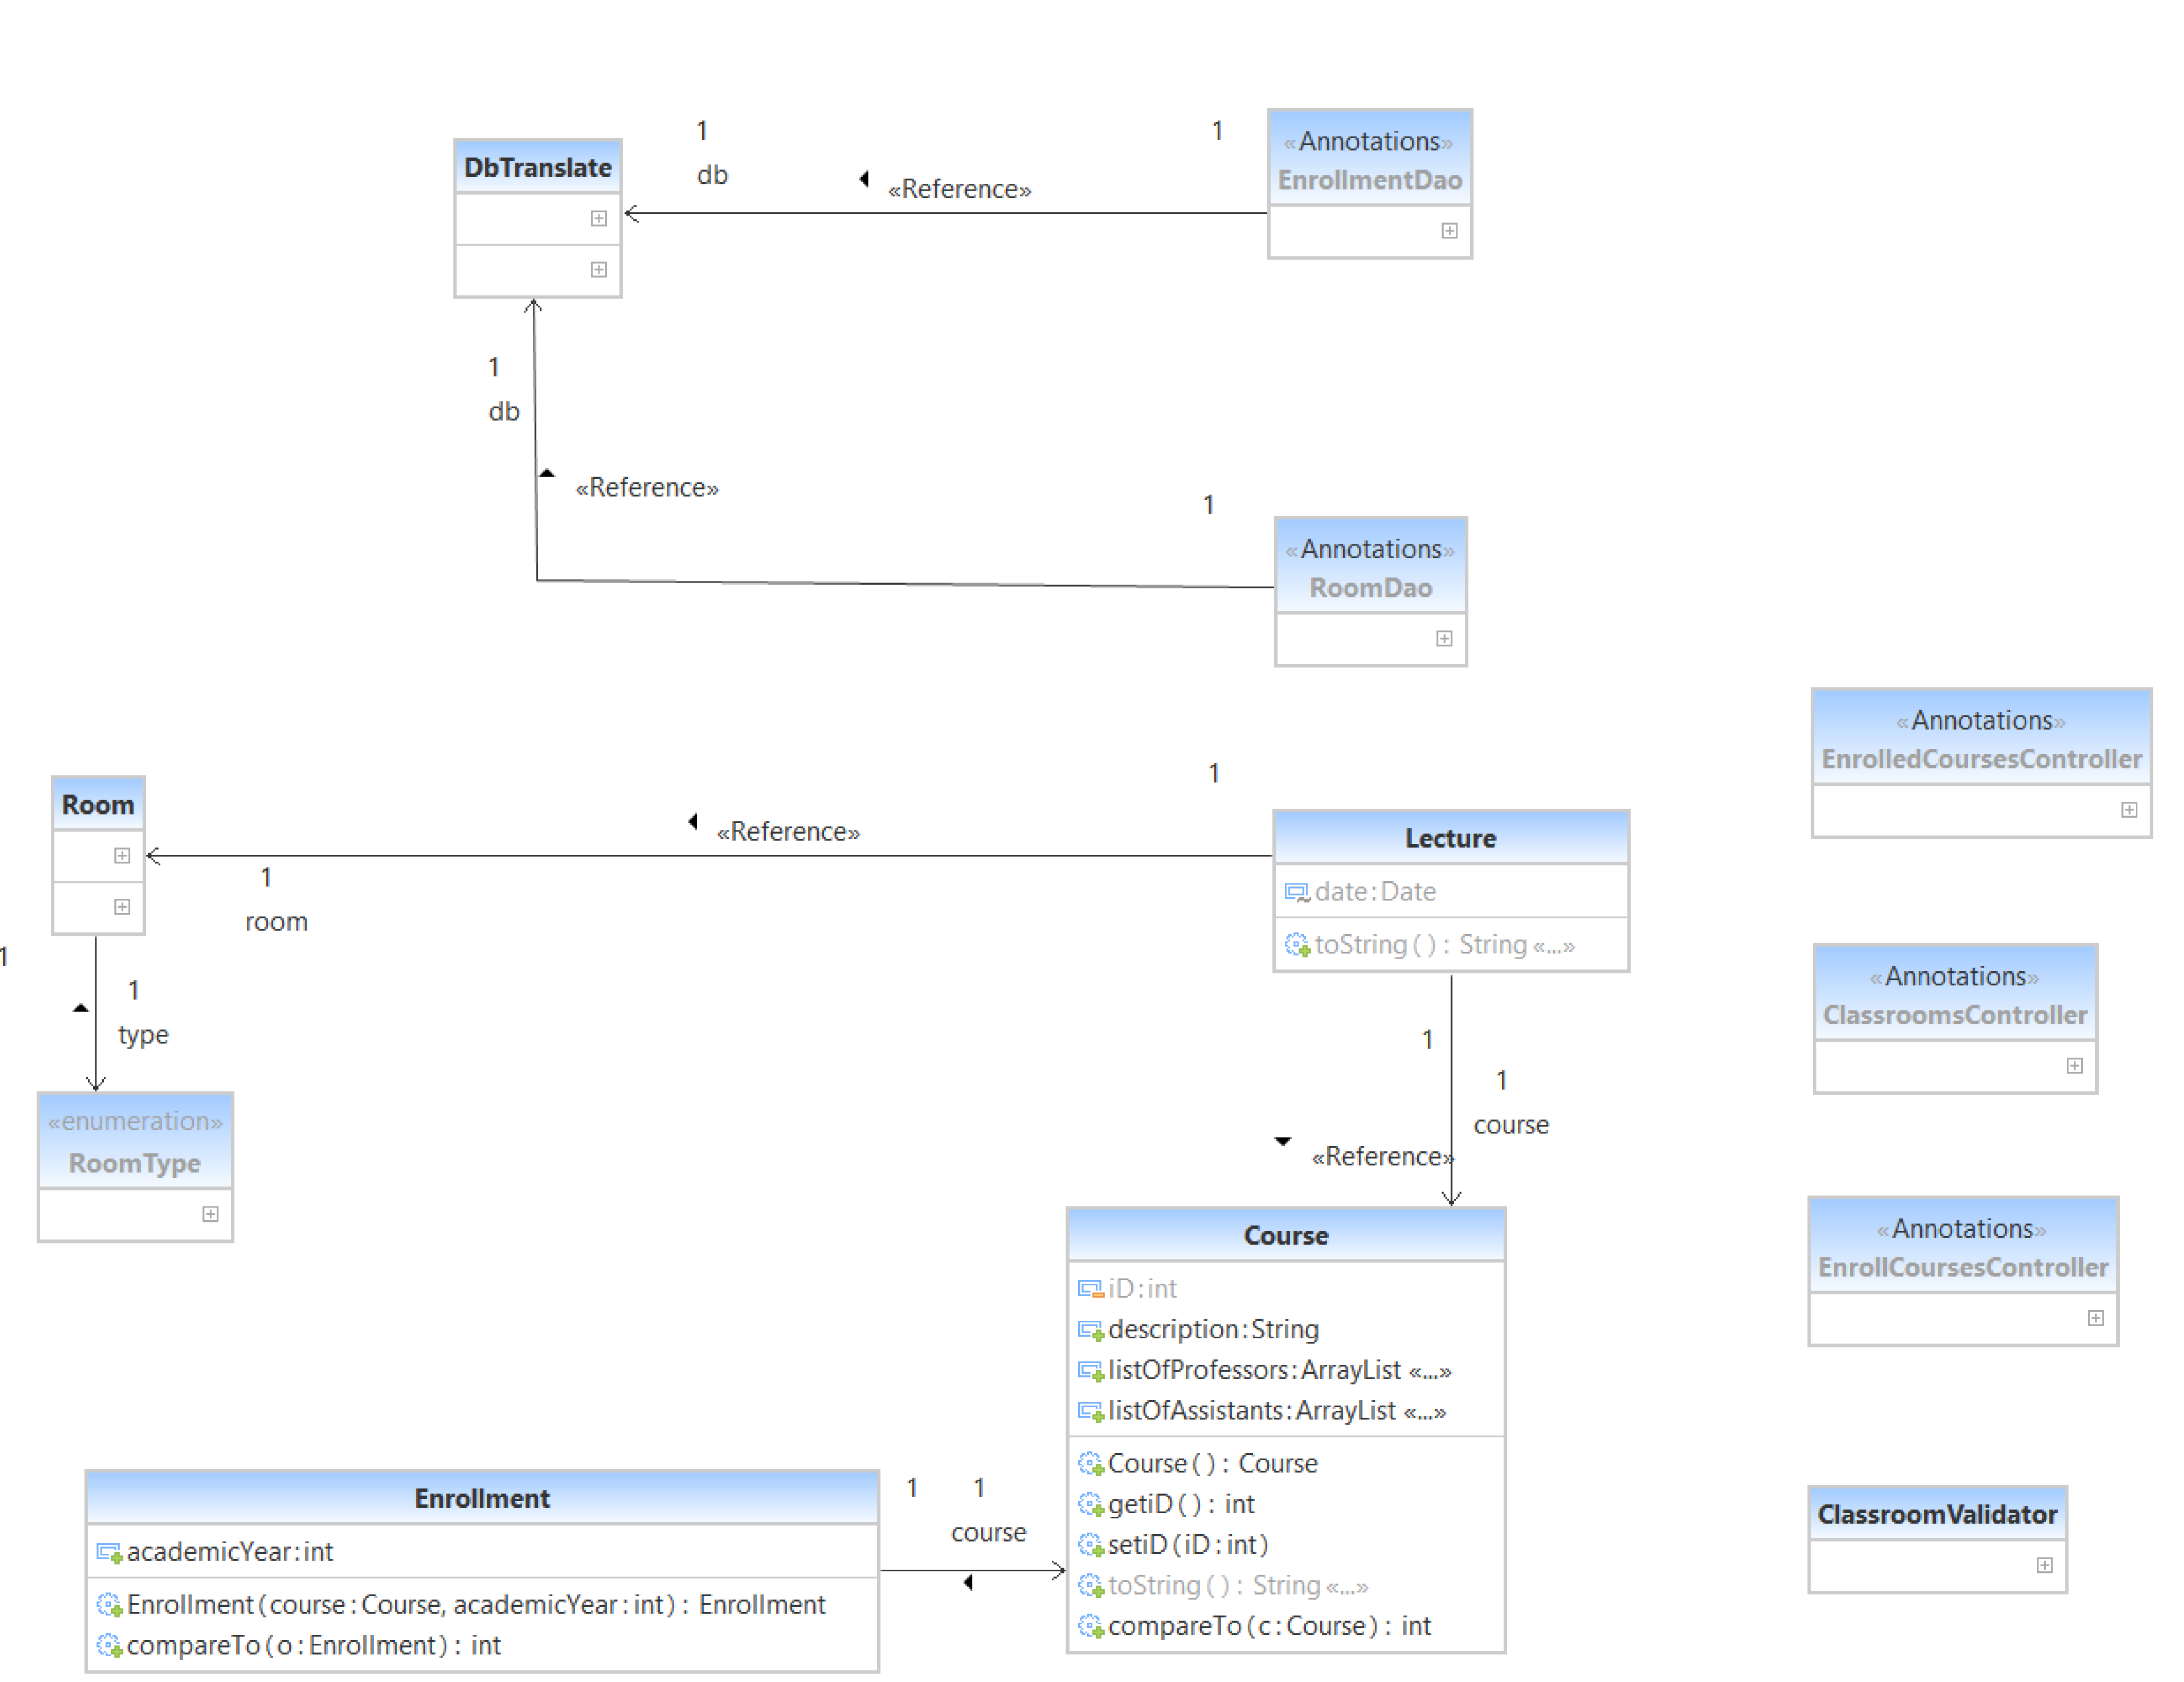 1
1
«Annotations»
EnrollmentDao
DbTranslate
db
«Reference»
1
db
«Reference»
1
«Annotations»
RoomDao
«Annotations»
EnrolledCoursesController
1
Room
«Reference»
Lecture
1
room
date:Date
toString(): String «...»
1
1
type
«Annotations»
ClassroomsController
1
1
course
«enumeration»
RoomType
«Reference»
Course
«Annotations»
EnrollCoursesController
iD:int
description:String
listOfProfessors:ArrayList «...»
listOfAssistants:ArrayList «...»
Course(): Course
getiD(): int
setiD(iD:int)
toString(): String «...»
compareTo(c:Course): int
1
1
course
Enrollment
academicYear:int
Enrollment(course:Course, academicYear:int): Enrollment
compareTo(o:Enrollment): int
ClassroomValidator